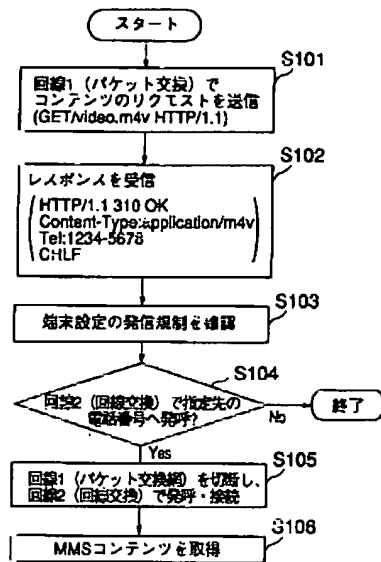 スタート
S101
回線1 (パケット交換) で
コンテンツのリクエストを送信
(GET/video.m4v HTTP/1.1)
S102
レスポンスを受信
HTTP/1.1 310 OK
Content-Type:application/m4v
Tel:1234-5678
CHLF
S103
端末設定の発信規制を確認
S104
回線2 (回線交換) で指定先の
電話番号へ発呼?
No
終了
Yes
S105
回線1 (パケット交換網) を切断し、
回線2 (回線交換) で発呼・接続
S106
MMSコンテンツを取得